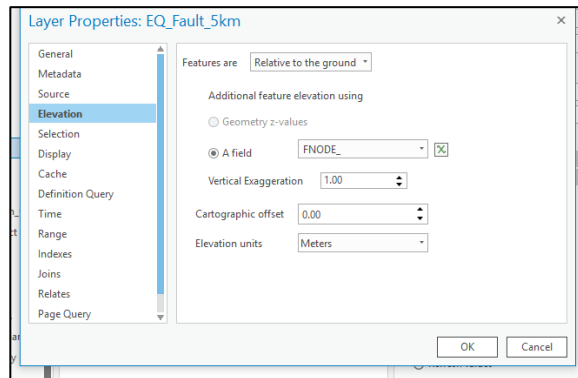 Layer Properties: EQ_Fault_5km ×
General
Metadata
Source
Elevation
Selection
Display
Cache
Definition Query
Time
Range
Indexes
Joins
Relates
Page Query
Features are Relative to the ground
Additional feature elevation using
Geometry z-values
A field FNODE_
Vertical Exaggeration 1.00
Cartographic offset 0.00
Elevation units Meters
OK Cancel